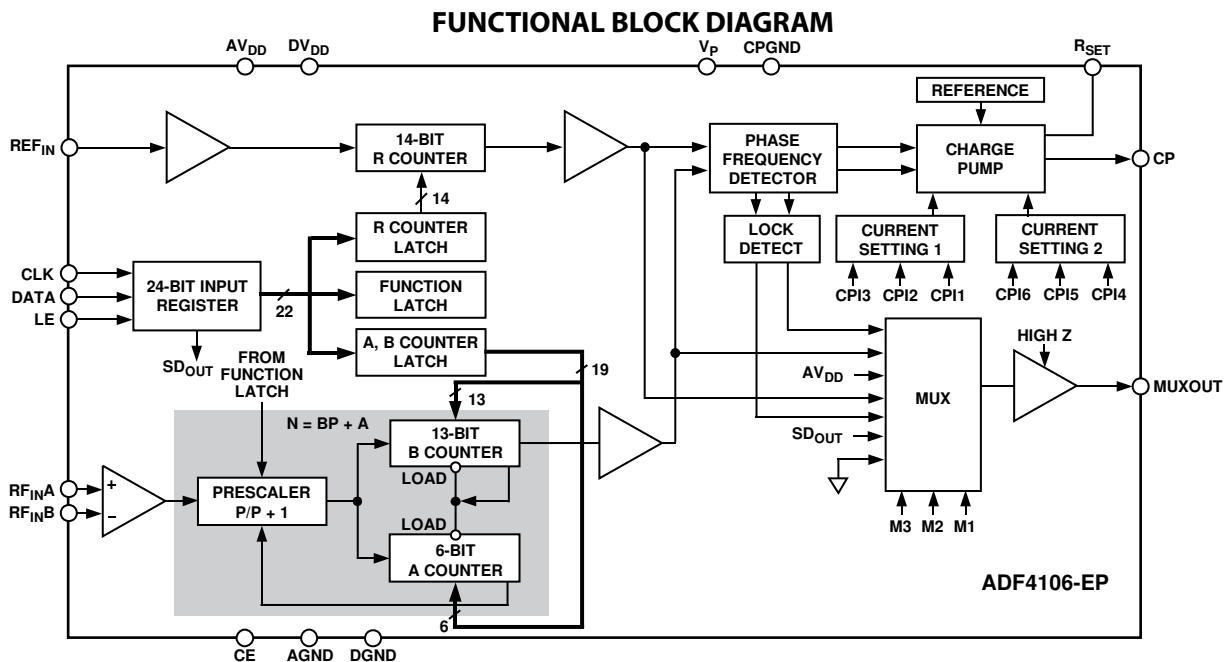 FUNCTIONAL BLOCK DIAGRAM
AVDD
DVDD
VP
CPGND
RSET
REFERENCE
REFIN
14-BIT
R COUNTER
PHASE
FREQUENCY
DETECTOR
CHARGE
PUMP
CP
14
R COUNTER
LATCH
LOCK
DETECT
CURRENT
SETTING 1
CURRENT
SETTING 2
CLK
DATA
LE
24-BIT INPUT
REGISTER
22
FUNCTION
LATCH
CPI3
CPI2
CPI1
CPI6
CPI5
CPI4
A, B COUNTER
LATCH
SDOUT
FROM
FUNCTION
LATCH
19
13
HIGH Z
AVDD
MUX
MUXOUT
SDOUT
N = BP + A
13-BIT
B COUNTER
LOAD
RFINA
RFINB
+
–
PRESCALER
P/P + 1
LOAD
6-BIT
A COUNTER
M3
M2
M1
6
ADF4106-EP
CE
AGND
DGND